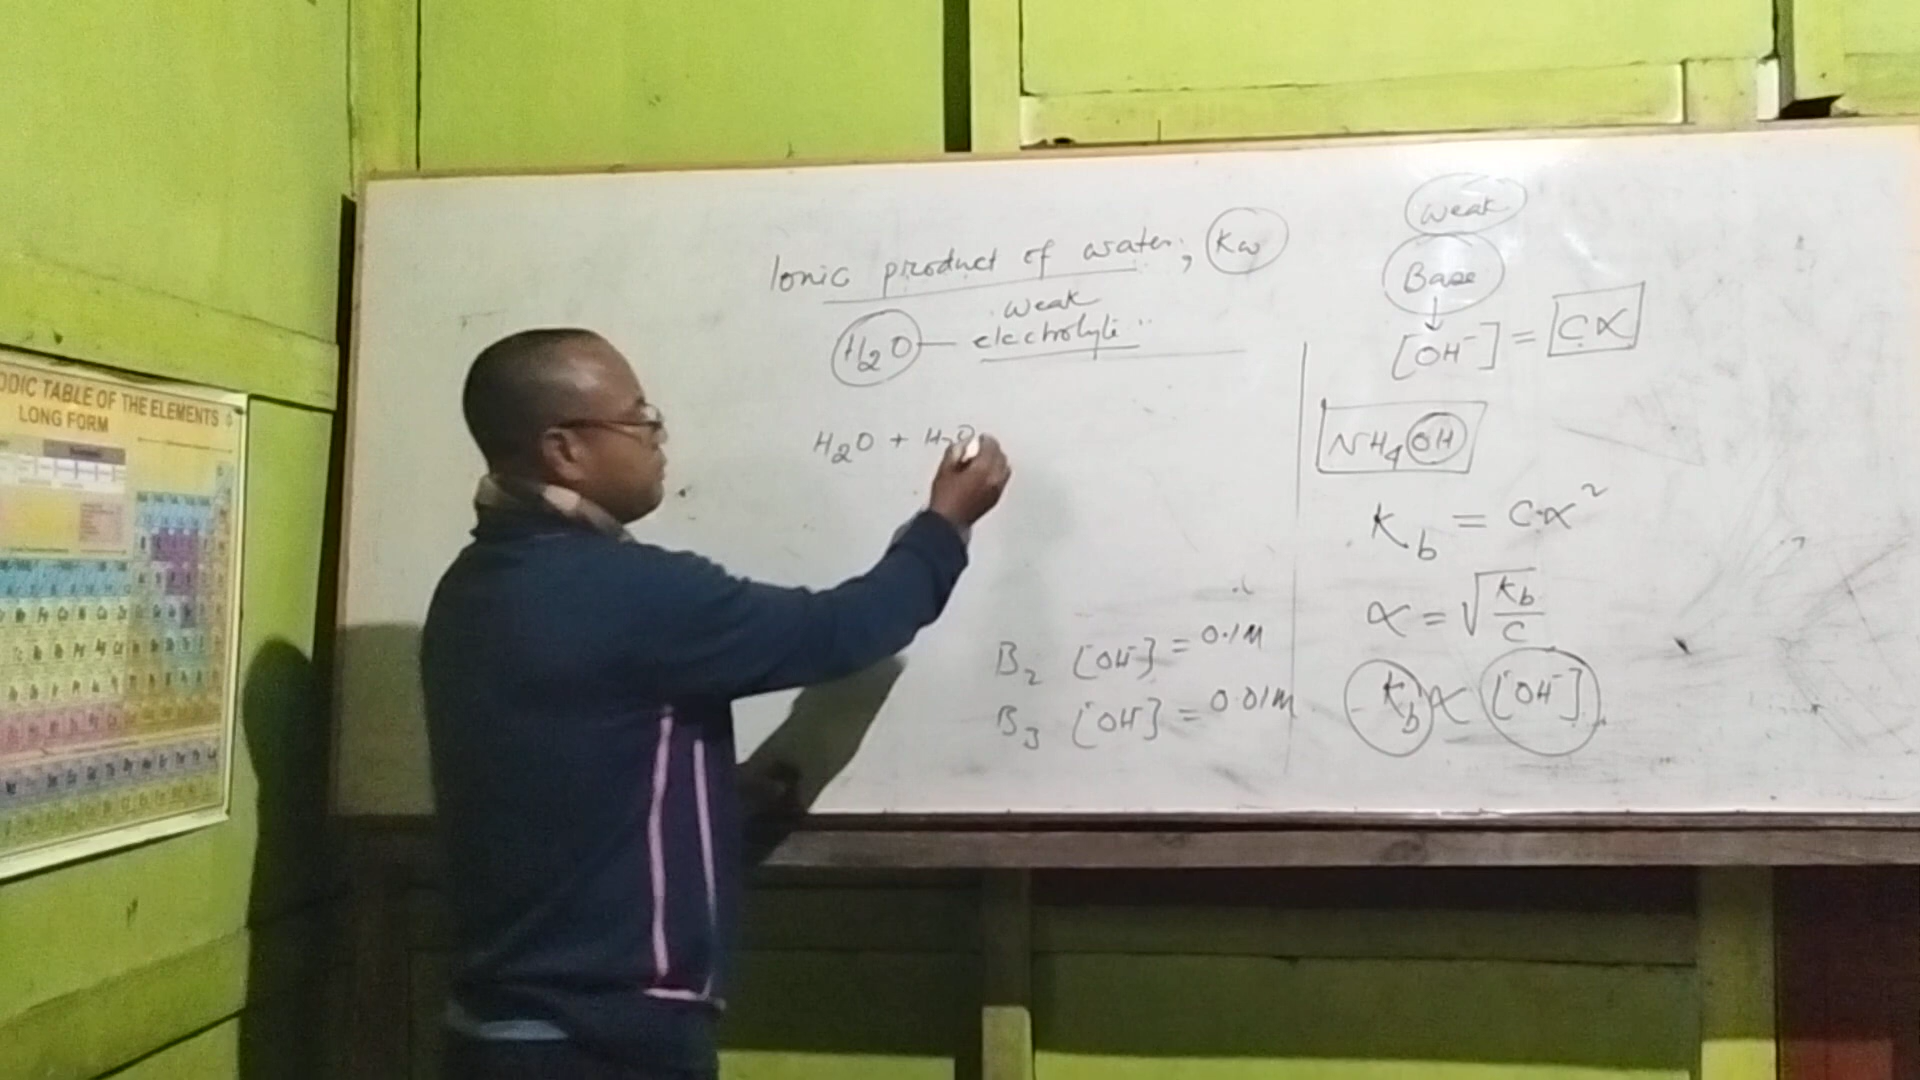 Ionic product of water, Kw
weak
H2O — electrolyte
H2O + H2O
B2 [OH-] = 0.1M
B3 [OH-] = 0.01M
weak
Base
↓
[OH-] = cα
NH4OH
Kb = cα²
α = √(Kb/c)
Kb ∝ [OH-]
ODIC TABLE OF THE ELEMENTS
LONG FORM